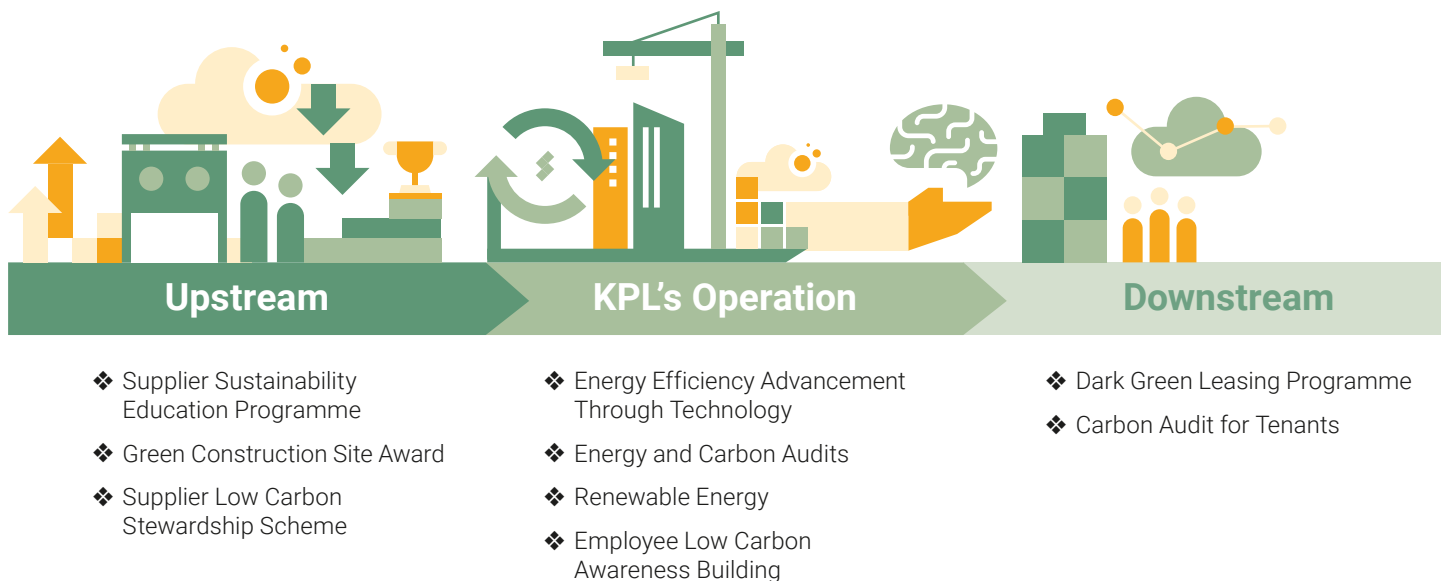 Upstream
KPL's Operation
Downstream
❖ Supplier Sustainability
Education Programme
❖ Green Construction Site Award
❖ Supplier Low Carbon
Stewardship Scheme
❖ Energy Efficiency Advancement
Through Technology
❖ Energy and Carbon Audits
❖ Renewable Energy
❖ Employee Low Carbon
Awareness Building
❖ Dark Green Leasing Programme
❖ Carbon Audit for Tenants